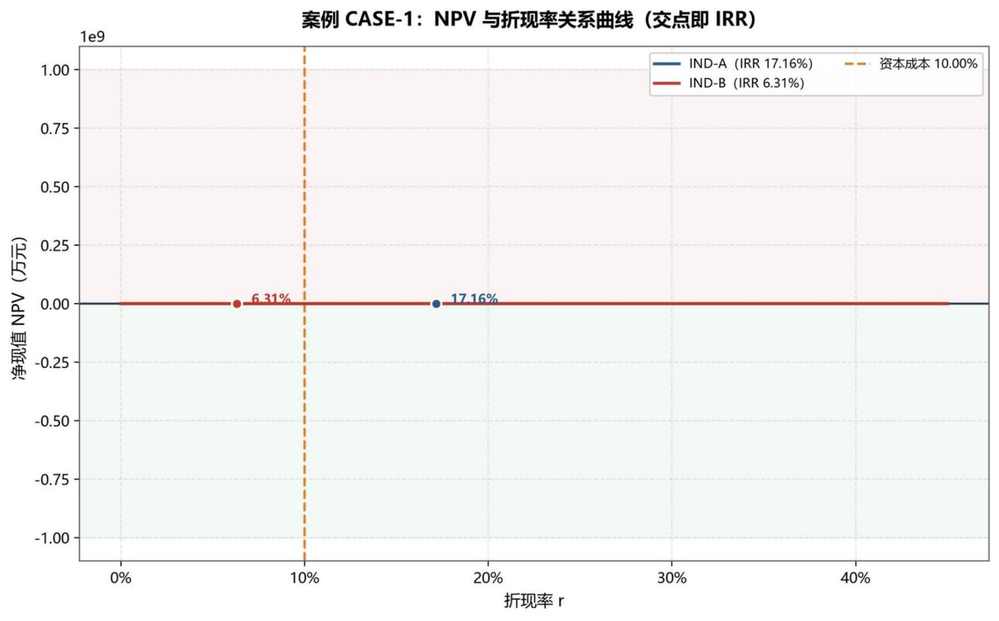 案例 CASE-1：NPV 与折现率关系曲线（交点即 IRR）
1e9
IND-A（IRR 17.16%）
IND-B（IRR 6.31%）
资本成本 10.00%
净现值 NPV（万元）
1.00
0.75
0.50
0.25
0.00
-0.25
-0.50
-0.75
-1.00
6.31%
17.16%
0%
10%
20%
30%
40%
折现率 r